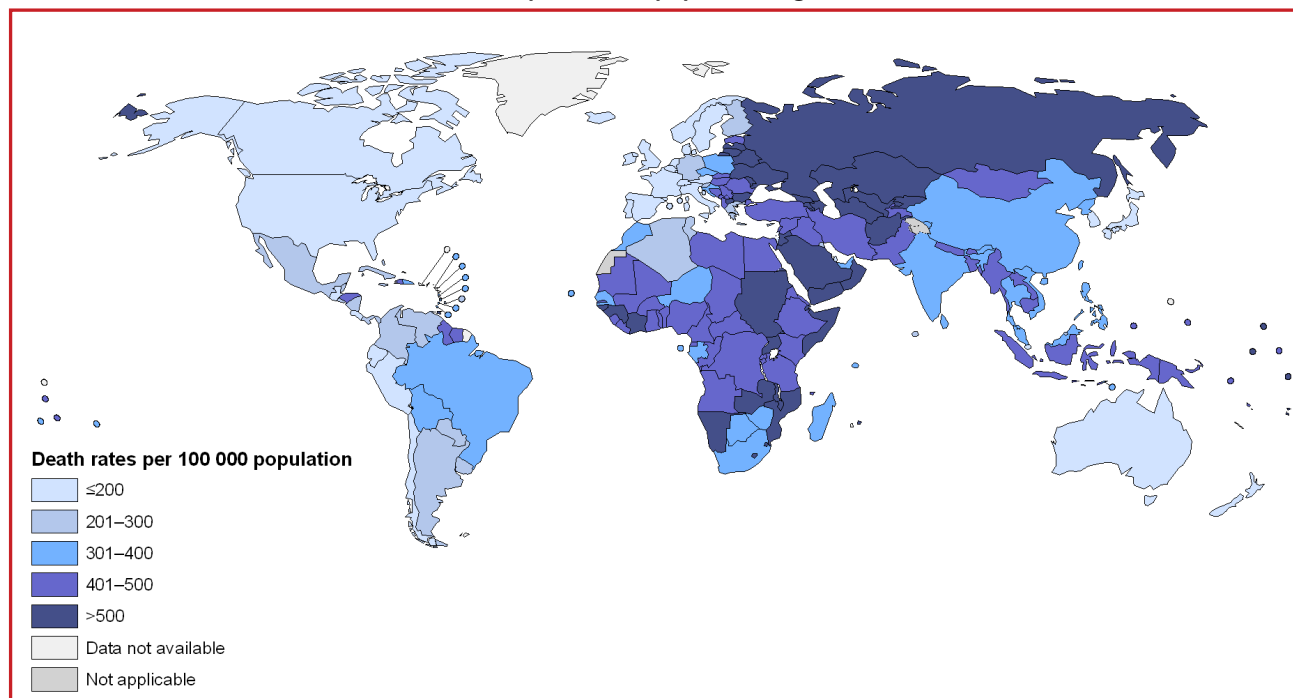 Death rates per 100 000 population
≤200
201–300
301–400
401–500
>500
Data not available
Not applicable